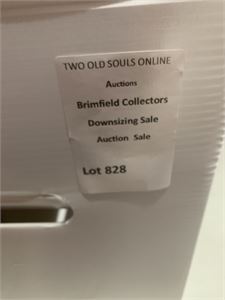 TWO OLD SOULS ONLINE
Auctions
Brimfield Collectors
Downsizing Sale
Auction Sale
Lot 828